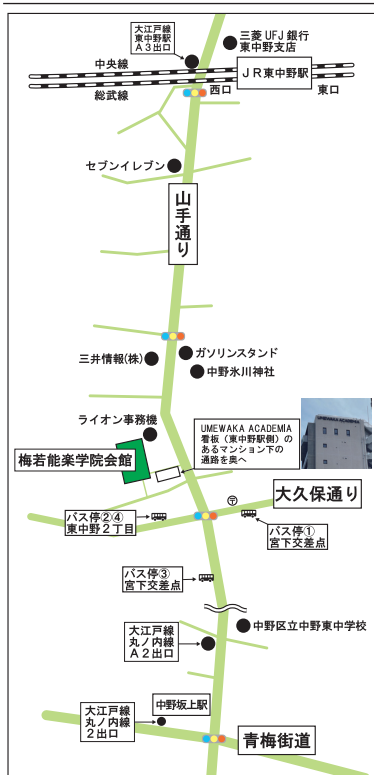 大江戸線
東中野駅
A3出口
三菱UFJ銀行
東中野支店
中央線
総武線
JR東中野駅
西口
東口
セブンイレブン
山手通り
三井情報(株)
ガソリンスタンド
中野氷川神社
ライオン事務機
梅若能楽学院会館
UMEWAKA ACADEMIA
看板（東中野駅側）の
あるマンション下の
通路を奥へ
UMEWAKA ACADEMIA
大久保通り
〒
バス停②④
東中野2丁目
バス停①
宮下交差点
バス停③
宮下交差点
中野区立中野東中学校
大江戸線
丸ノ内線
A2出口
大江戸線
丸ノ内線
2出口
中野坂上駅
青梅街道